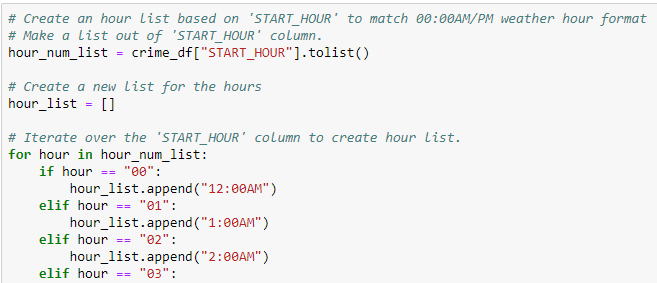 # Create an hour list based on 'START_HOUR' to match 00:00AM/PM weather hour format
# Make a list out of 'START_HOUR' column.
hour_num_list = crime_df["START_HOUR"].tolist()
# Create a new list for the hours
hour_list = []
# Iterate over the 'START_HOUR' column to create hour list.
for hour in hour_num_list:
    if hour == "00":
        hour_list.append("12:00AM")
    elif hour == "01":
        hour_list.append("1:00AM")
    elif hour == "02":
        hour_list.append("2:00AM")
    elif hour == "03":